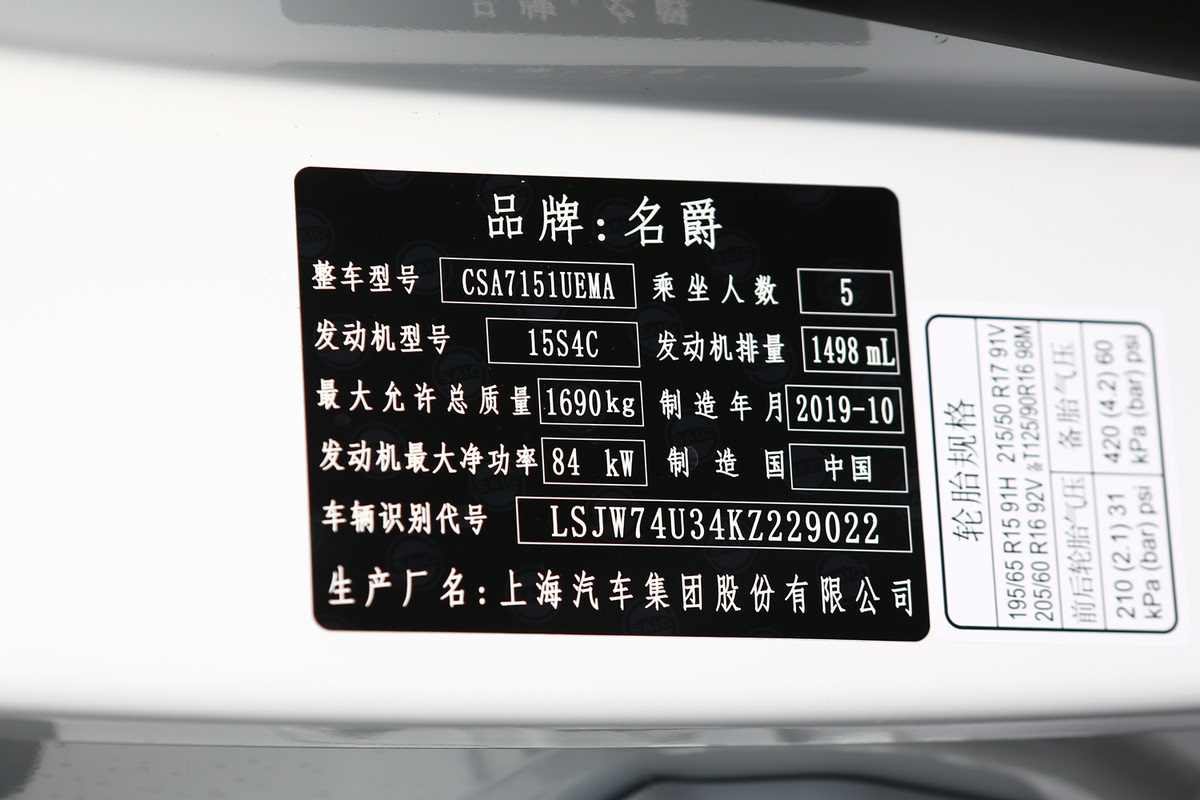 品牌：名爵
整车型号 CSA7151UEMA 乘坐人数 5
发动机型号 15S4C 发动机排量 1498 mL
最大允许总质量 1690kg 制造年月 2019-10
发动机最大净功率 84 kW 制造国 中国
车辆识别代号 LSJW74U34KZ229022
生产厂名：上海汽车集团股份有限公司
轮胎规格
195/65 R15 91H 215/50 R17 91V
205/60 R16 92V 备T125/90R16 98M
前后轮胎气压 备胎气压
210 (2.1) 31 420 (4.2) 60
kPa (bar) psi kPa (bar) psi